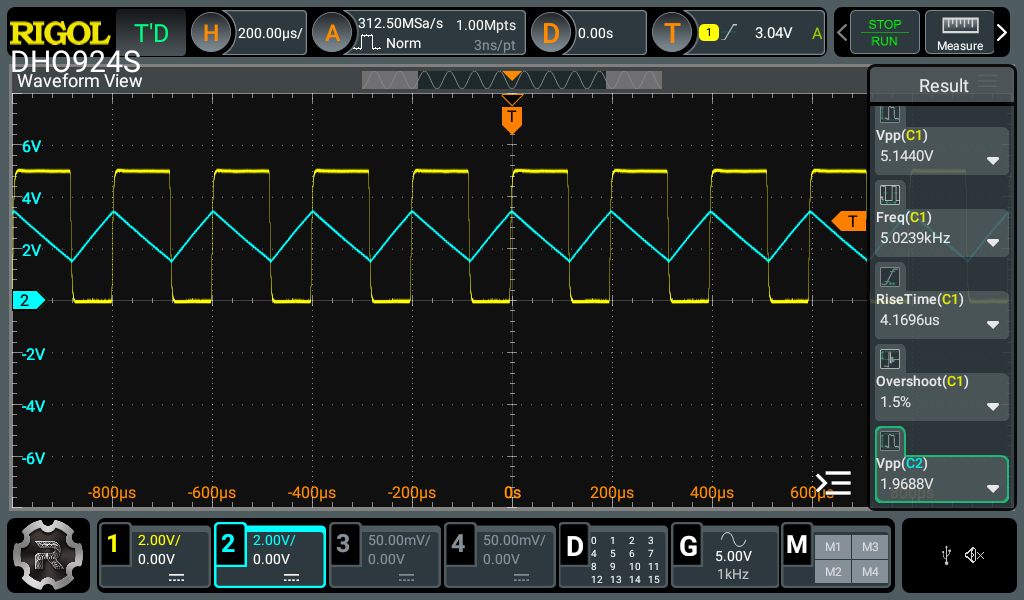 RIGOL
T'D
H
200.00µs/
A
312.50MSa/s 1.00Mpts
Norm 3ns/pt
D
0.00s
T
1
3.04V
A
STOP
RUN
Measure
DHO924S
Waveform View
Result
T
6V
4V
2V
2
-2V
-4V
-6V
T
-800µs
-600µs
-400µs
-200µs
0s
200µs
400µs
600µs
800µs
Vpp(C1)
5.1440V
Freq(C1)
5.0239kHz
RiseTime(C1)
4.1696us
Overshoot(C1)
1.5%
Vpp(C2)
1.9688V
R
1
2.00V/
0.00V
2
2.00V/
0.00V
3
50.00mV/
0.00V
4
50.00mV/
0.00V
D
0 1 2 3
4 5 6 7
8 9 10 11
12 13 14 15
G
5.00V
1kHz
M
M1 M3
M2 M4